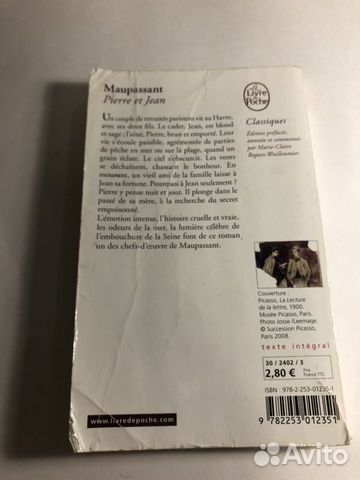 Maupassant
Pierre et Jean
Un couple de retraités parisiens vit au Havre,
avec ses deux fils. Le cadet, Jean, est blond
et sage ; l'aîné, Pierre, brun et emporté. Leur
vie s'écoule paisible, agrémentée de parties
de pêche en mer ou sur la plage, quand un
grain éclate. Le ciel s'obscurcit. Les vents
se déchaînent, chassant le bonheur. En
mourant, un vieil ami de la famille laisse à
Jean sa fortune. Pourquoi à Jean seulement ?
Pierre y pense nuit et jour. Il plonge dans le
passé de sa mère, à la recherche du secret
empoisonné.
L'émotion intense, l'histoire cruelle et vraie,
les odeurs de la mer, la lumière célèbre de
l'embouchure de la Seine font de ce roman
un des chefs-d'œuvre de Maupassant.
Le Livre
de Poche
Classiques
Édition préfacée,
annotée et commentée
par Marie-Claire
Ropars-Wuilleumier
Couverture :
Picasso, La Lecture
de la lettre, 1900.
Musée Picasso, Paris.
Photo Josse /Leemage.
© Succession Picasso,
Paris 2008.
texte intégral
30 / 2402 / 3
2,80 € Prix
France TTC
ISBN : 978-2-253-01235-1
9 782253 012351
www.livredepoche.com
Avito